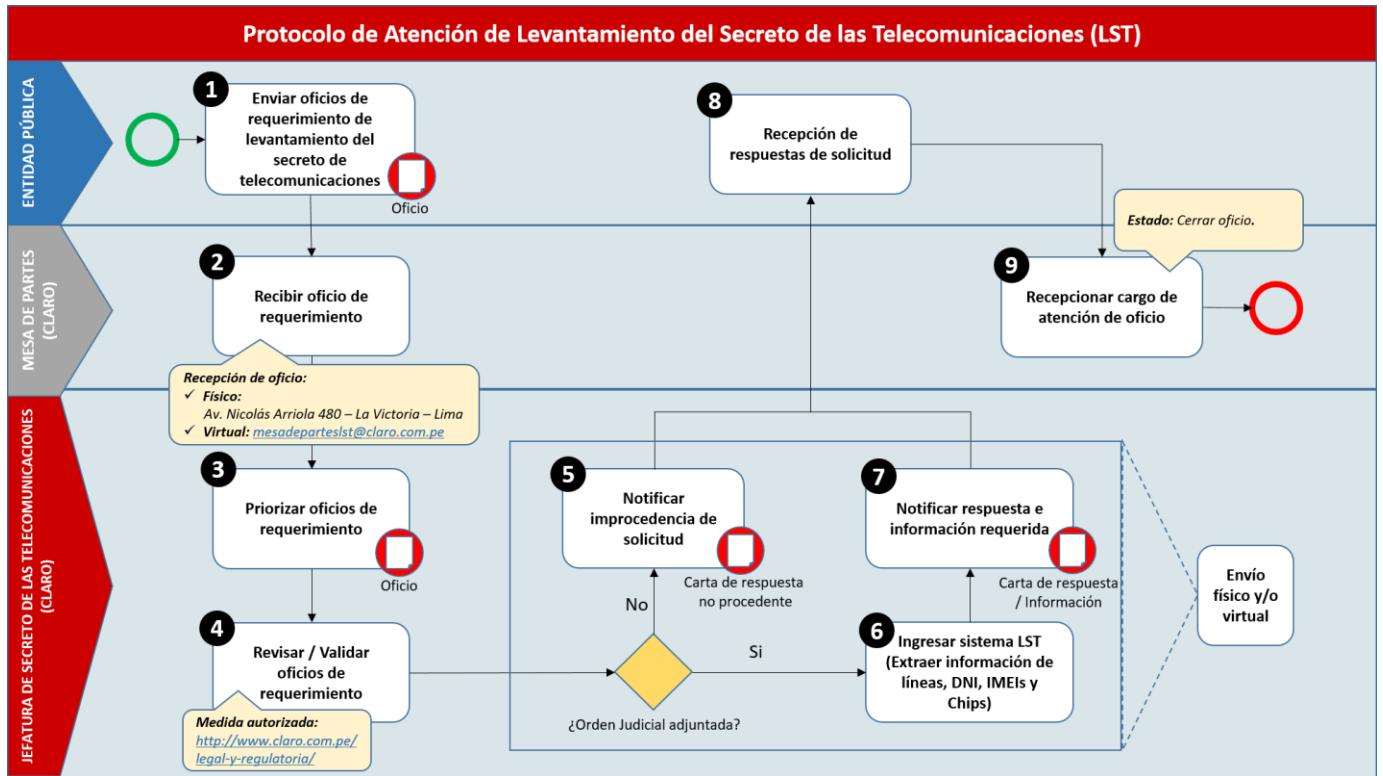 Protocolo de Atención de Levantamiento del Secreto de las Telecomunicaciones (LST)
ENTIDAD PÚBLICA
1
Enviar oficios de
requerimiento de
levantamiento del
secreto de
telecomunicaciones
Oficio
8
Recepción de
respuestas de solicitud
MESA DE PARTES
(CLARO)
2
Recibir oficio de
requerimiento
Recepción de oficio:
✓ Físico:
Av. Nicolás Arriola 480 – La Victoria – Lima
✓ Virtual: mesadeparteslst@claro.com.pe
Estado: Cerrar oficio.
9
Recepcionar cargo de
atención de oficio
JEFATURA DE SECRETO DE LAS TELECOMUNICACIONES
(CLARO)
3
Priorizar oficios de
requerimiento
Oficio
4
Revisar / Validar
oficios de
requerimiento
Medida autorizada:
http://www.claro.com.pe/
legal-y-regulatoria/
5
Notificar
improcedencia de
solicitud
Carta de respuesta
no procedente
No
Si
¿Orden Judicial adjuntada?
7
Notificar respuesta e
información requerida
Carta de respuesta
/ Información
6
Ingresar sistema LST
(Extraer información de
líneas, DNI, IMEIs y
Chips)
Envío
físico y/o
virtual